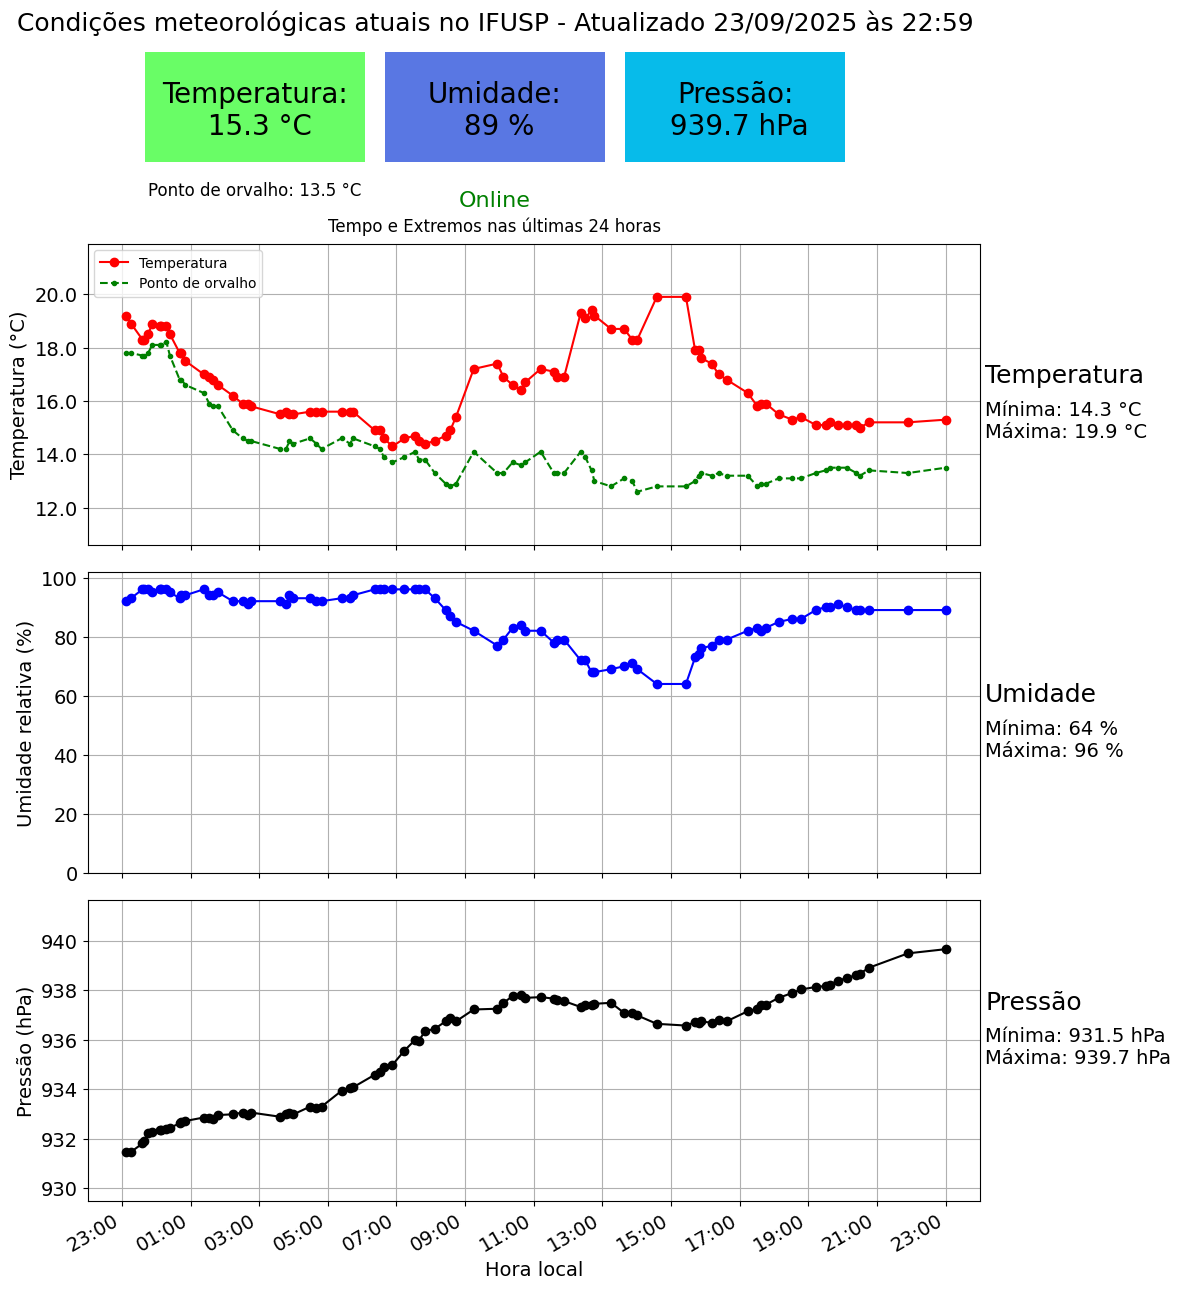 Condições meteorológicas atuais no IFUSP - Atualizado 23/09/2025 às 22:59
Temperatura:
15.3 °C
Umidade:
89 %
Pressão:
939.7 hPa
Ponto de orvalho: 13.5 °C
Online
Tempo e Extremos nas últimas 24 horas
Temperatura
Ponto de orvalho
Temperatura (°C)
20.0
18.0
16.0
14.0
12.0
Temperatura
Mínima: 14.3 °C
Máxima: 19.9 °C
Umidade relativa (%)
100
80
60
40
20
0
Umidade
Mínima: 64 %
Máxima: 96 %
Pressão (hPa)
940
938
936
934
932
930
Pressão
Mínima: 931.5 hPa
Máxima: 939.7 hPa
23:00
01:00
03:00
05:00
07:00
09:00
11:00
13:00
15:00
17:00
19:00
21:00
23:00
Hora local